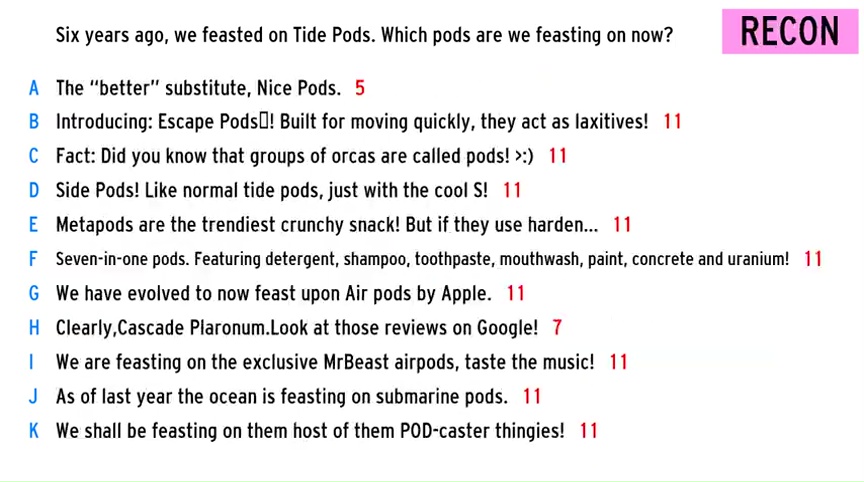 Six years ago, we feasted on Tide Pods. Which pods are we feasting on now?
RECON
A The “better” substitute, Nice Pods. 5
B Introducing: Escape Pods▯! Built for moving quickly, they act as laxitives! 11
C Fact: Did you know that groups of orcas are called pods! >:) 11
D Side Pods! Like normal tide pods, just with the cool S! 11
E Metapods are the trendiest crunchy snack! But if they use harden... 11
F Seven-in-one pods. Featuring detergent, shampoo, toothpaste, mouthwash, paint, concrete and uranium! 11
G We have evolved to now feast upon Air pods by Apple. 11
H Clearly,Cascade Plaronum.Look at those reviews on Google! 7
I We are feasting on the exclusive MrBeast airpods, taste the music! 11
J As of last year the ocean is feasting on submarine pods. 11
K We shall be feasting on them host of them POD-caster thingies! 11